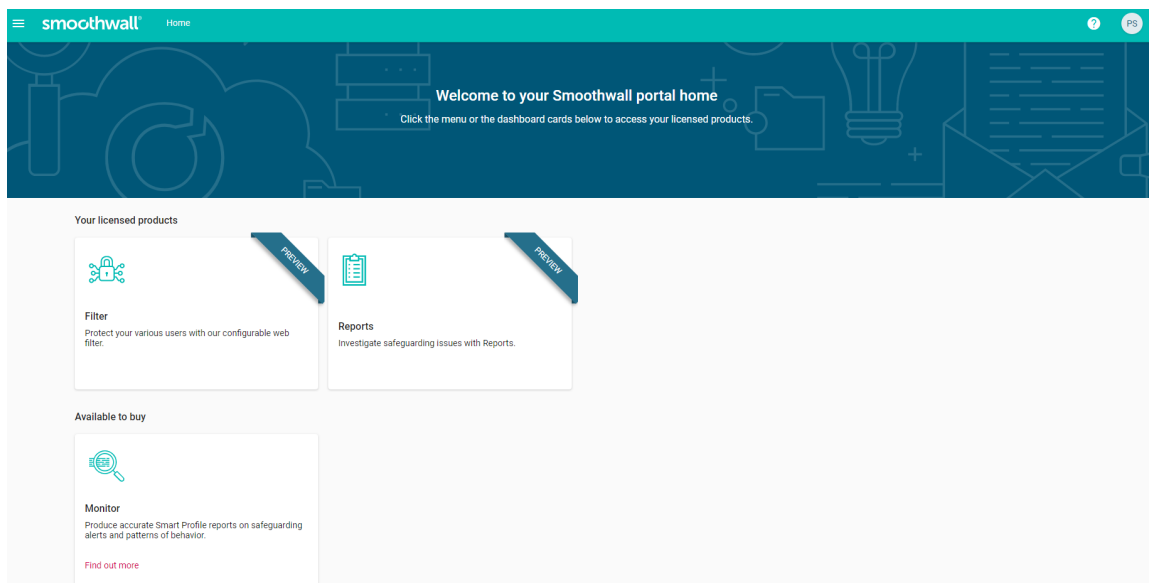 smoothwall®
Home
?
PS
Welcome to your Smoothwall portal home
Click the menu or the dashboard cards below to access your licensed products.
Your licensed products
PREVIEW
Filter
Protect your various users with our configurable web
filter.
PREVIEW
Reports
Investigate safeguarding issues with Reports.
Available to buy
Monitor
Produce accurate Smart Profile reports on safeguarding
alerts and patterns of behavior.
Find out more